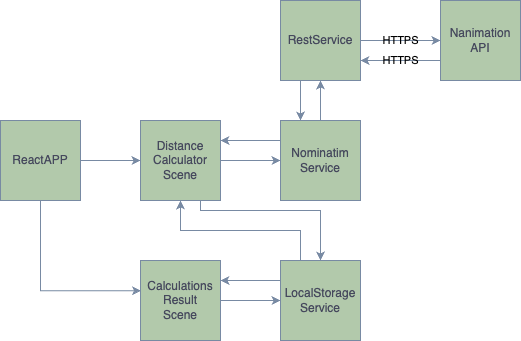 RestService
HTTPS
HTTPS
Nanimation
API
ReactAPP
Distance
Calculator
Scene
Nominatim
Service
Calculations
Result
Scene
LocalStorage
Service